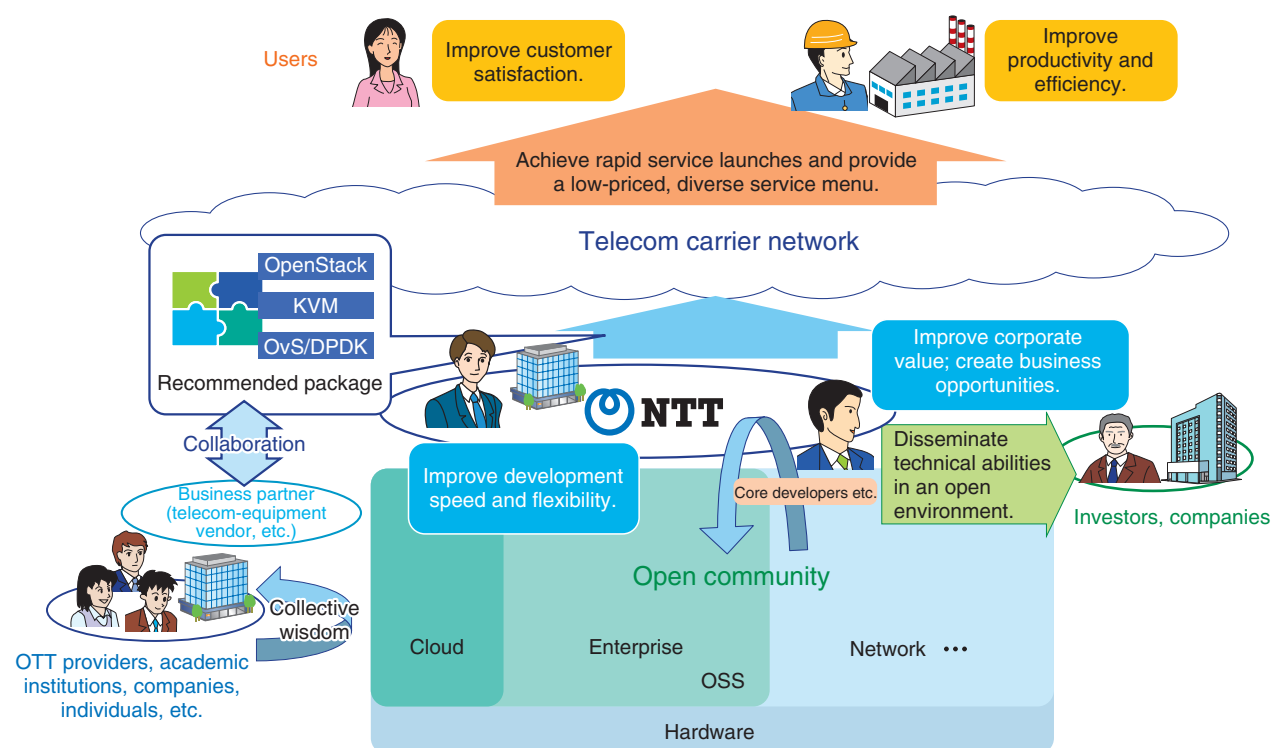 Users
Improve customer
satisfaction.
Improve
productivity and
efficiency.
Achieve rapid service launches and provide
a low-priced, diverse service menu.
Telecom carrier network
OpenStack
KVM
OvS/DPDK
Recommended package
Improve corporate
value; create business
opportunities.
NTT
Collaboration
Disseminate
technical abilities
in an open
environment.
Improve development
speed and flexibility.
Core developers etc.
Investors, companies
Business partner
(telecom-equipment
vendor, etc.)
Open community
Collective
wisdom
Cloud
Enterprise
Network •••
OSS
OTT providers, academic
institutions, companies,
individuals, etc.
Hardware